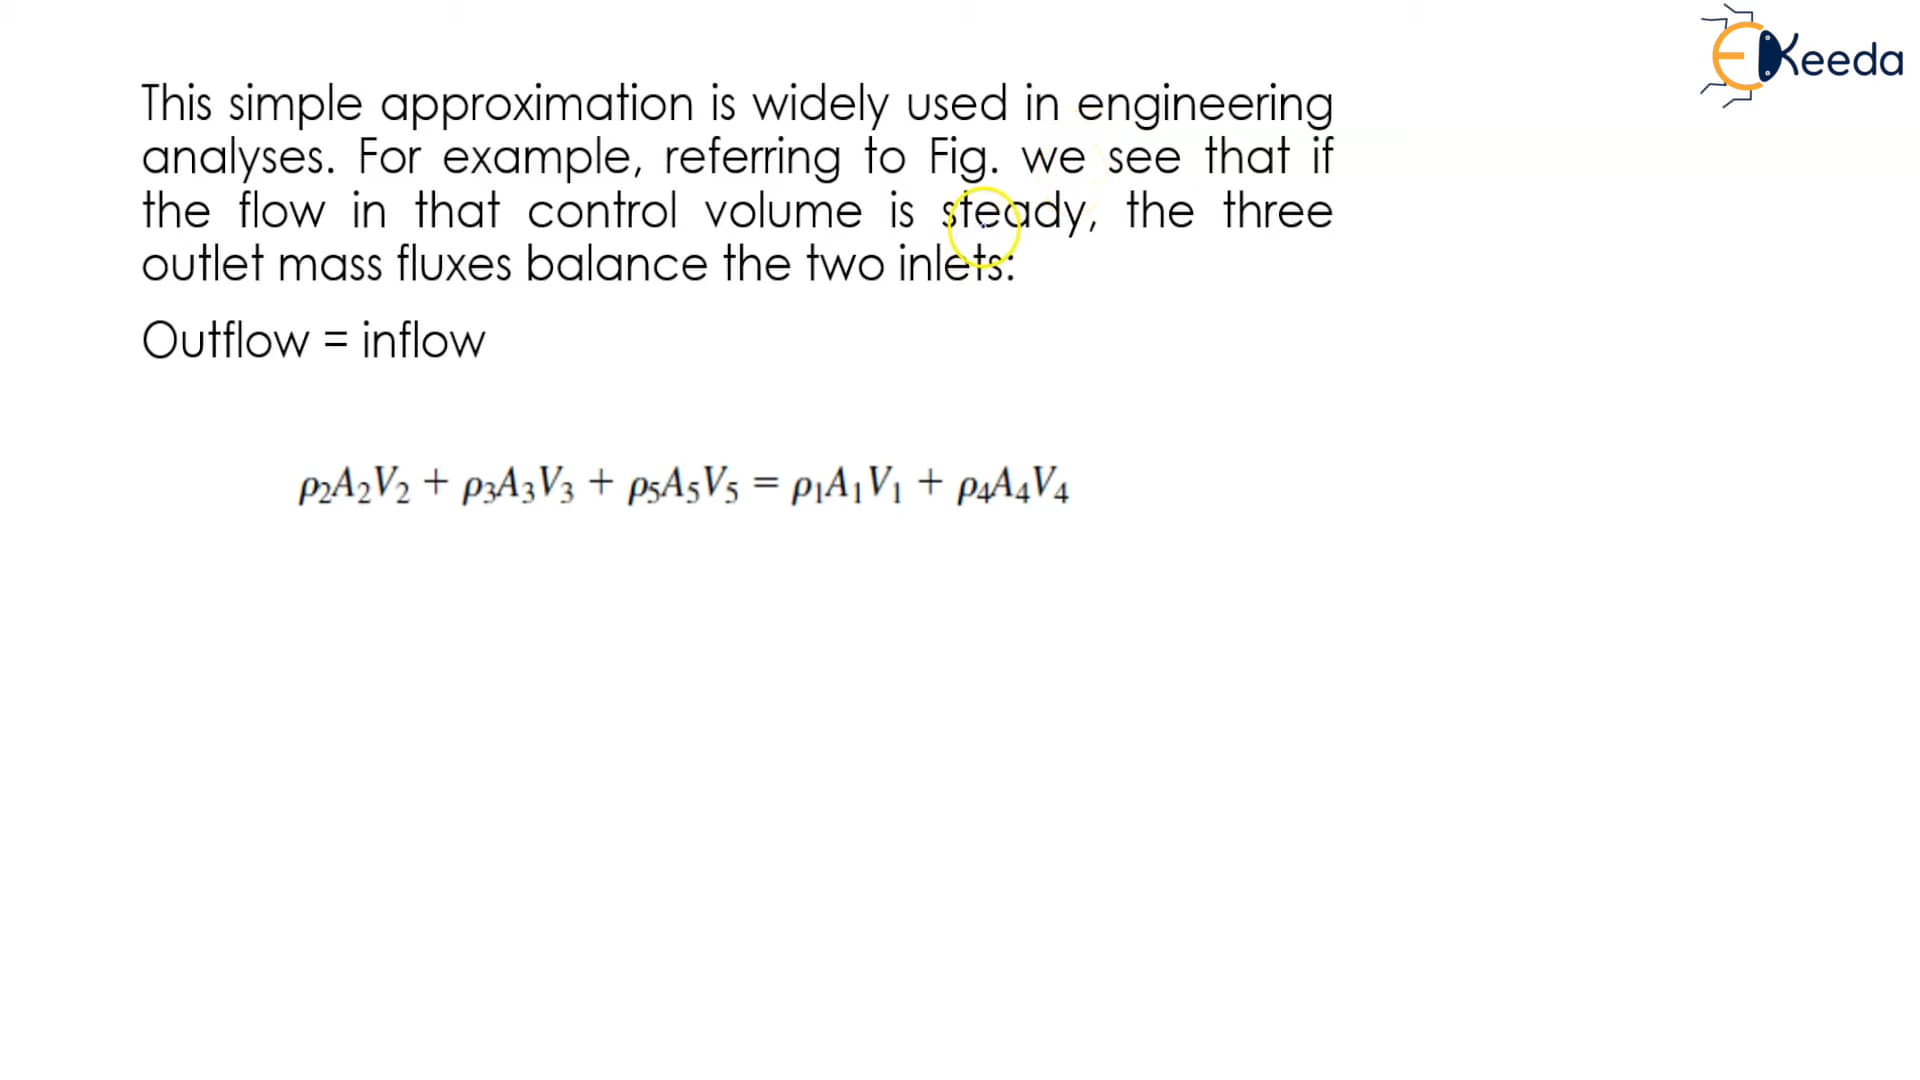 EKeeda
This simple approximation is widely used in engineering
analyses. For example, referring to Fig. we see that if
the flow in that control volume is steady, the three
outlet mass fluxes balance the two inlets:
Outflow = inflow
ρ₂A₂V₂ + ρ₃A₃V₃ + ρ₅A₅V₅ = ρ₁A₁V₁ + ρ₄A₄V₄